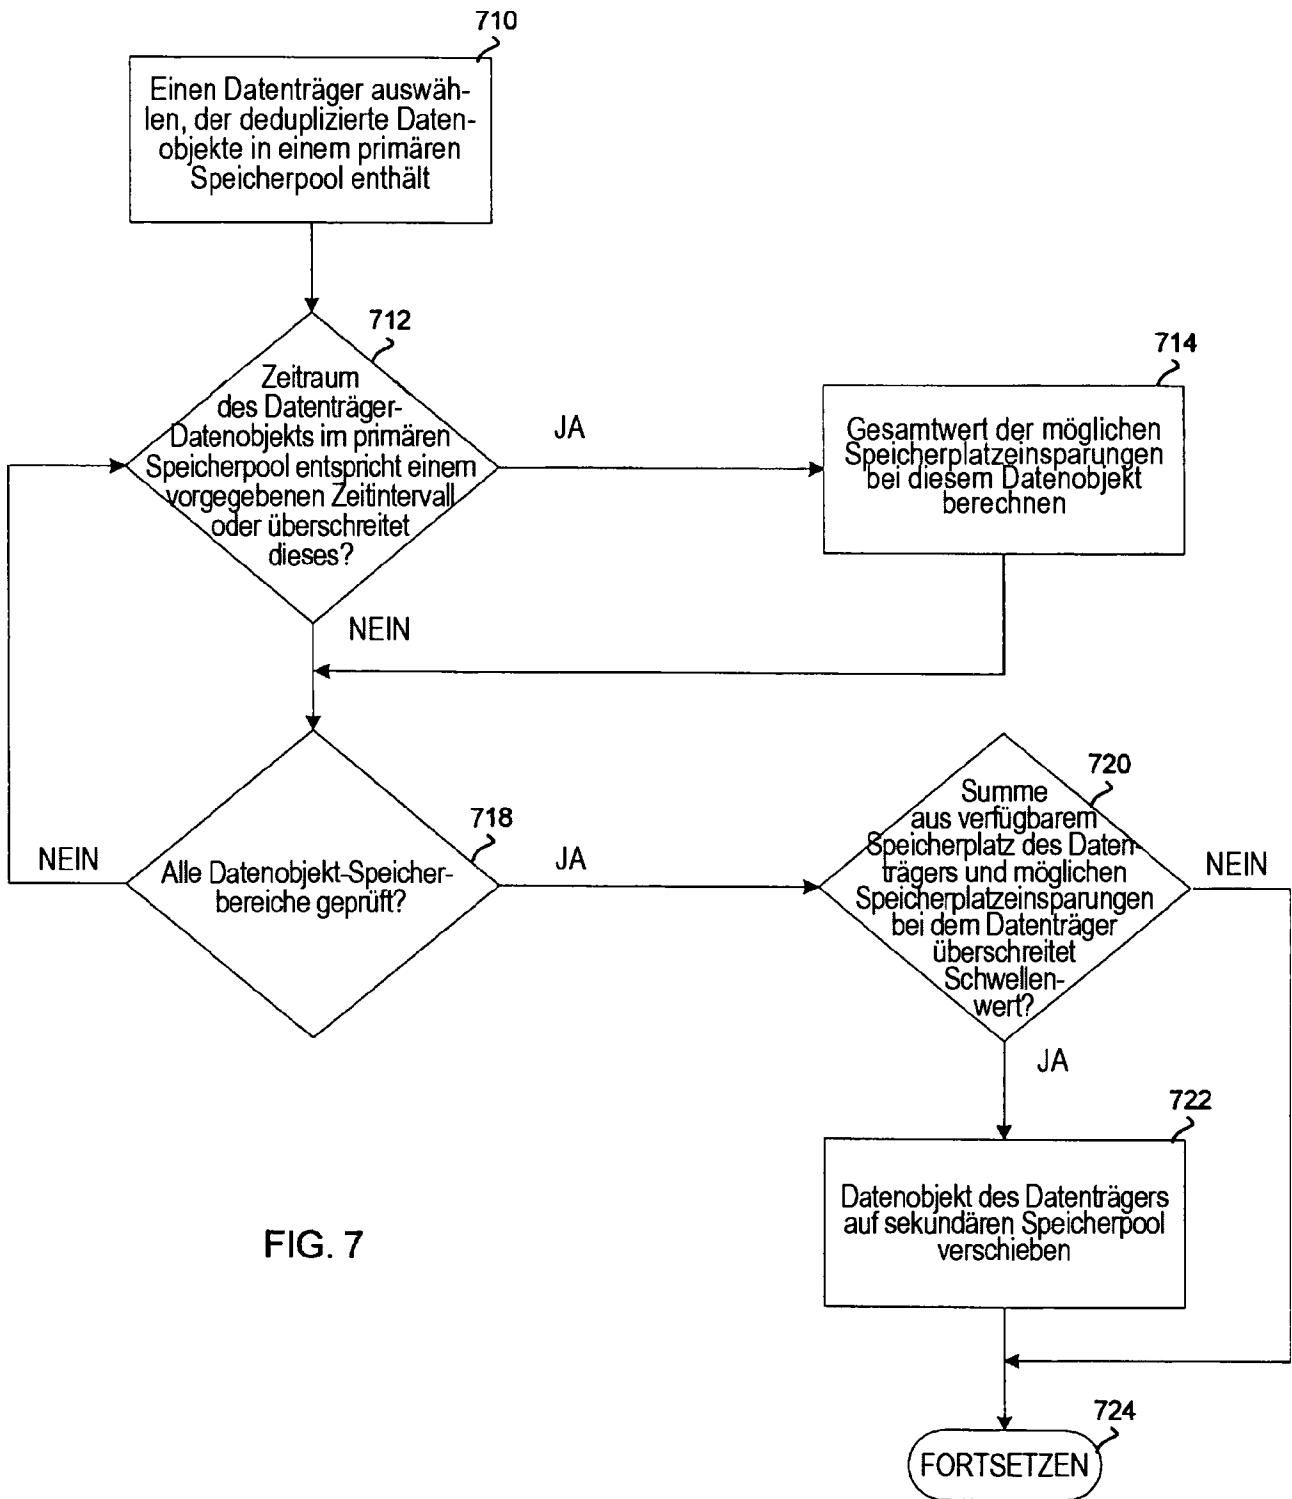 710
Einen Datenträger auswäh-
len, der deduplizierte Daten-
objekte in einem primären
Speicherpool enthält
712
Zeitraum
des Datenträger-
Datenobjekts im primären
Speicherpool entspricht einem
vorgegebenen Zeitintervall
oder überschreitet
dieses?
JA
714
Gesamtwert der möglichen
Speicherplatzeinsparungen
bei diesem Datenobjekt
berechnen
NEIN
718
Alle Datenobjekt-Speicher-
bereiche geprüft?
NEIN
JA
720
Summe
aus verfügbarem
Speicherplatz des Daten-
trägers und möglichen
Speicherplatzeinsparungen
bei dem Datenträger
überschreitet
Schwellen-
wert?
NEIN
JA
722
Datenobjekt des Datenträgers
auf sekundären Speicherpool
verschieben
FIG. 7
724
FORTSETZEN